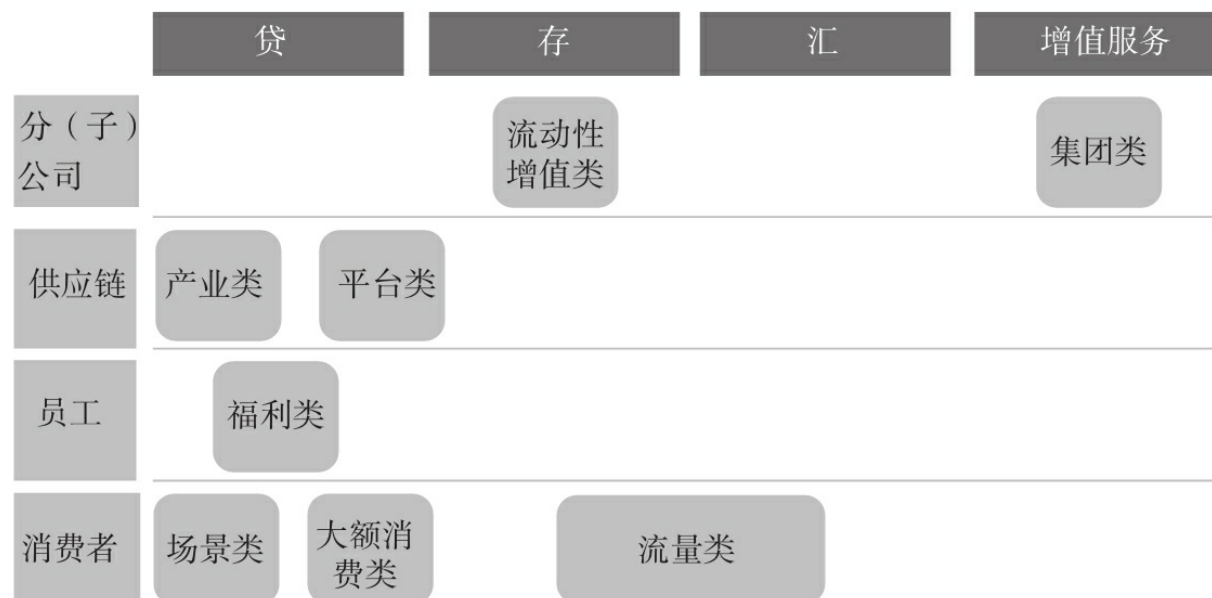 贷 存 汇 增值服务
分（子）
公司
流动性
增值类
集团类
供应链 产业类 平台类
员工 福利类
消费者 场景类
大额消
费类
流量类